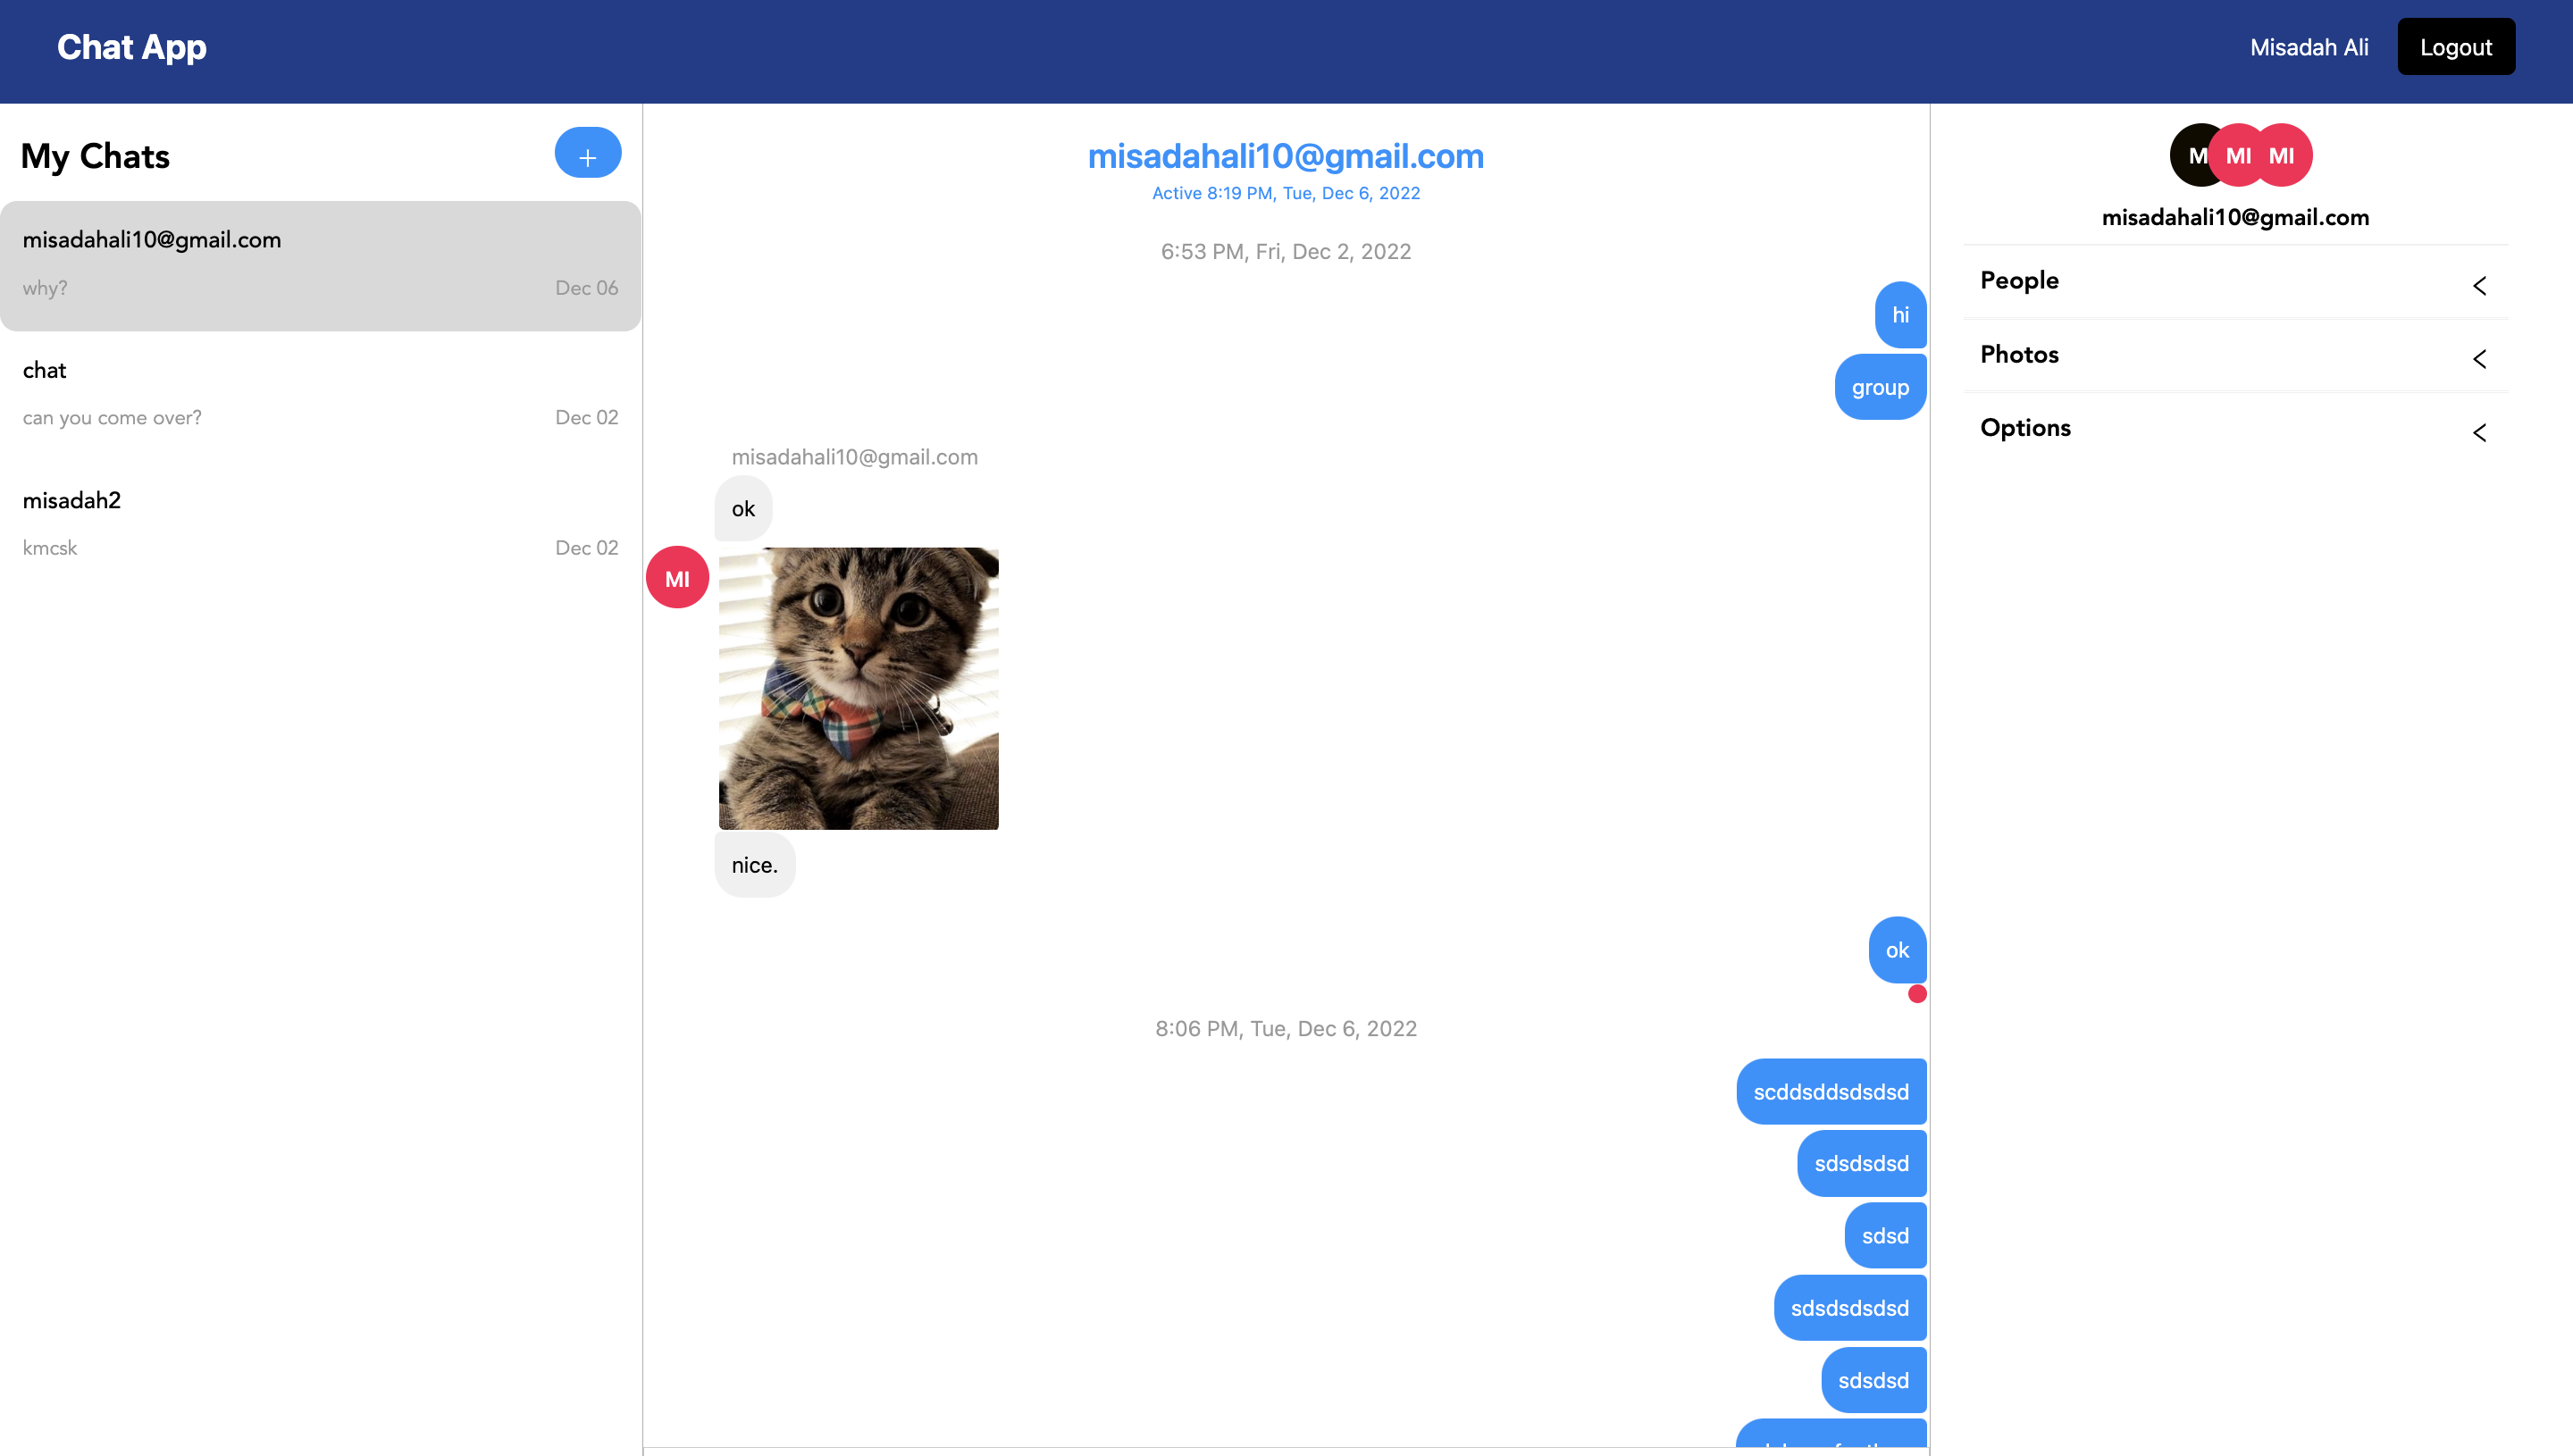 Chat App
Misadah Ali
Logout
My Chats
+
misadahali10@gmail.com
why?
Dec 06
chat
can you come over?
Dec 02
misadah2
kmcsk
Dec 02
misadahali10@gmail.com
Active 8:19 PM, Tue, Dec 6, 2022
6:53 PM, Fri, Dec 2, 2022
hi
group
misadahali10@gmail.com
ok
MI
nice.
ok
8:06 PM, Tue, Dec 6, 2022
scddsddsdsdsd
sdsdsdsd
sdsd
sdsdsdsdsd
sdsdsd
M MI MI
misadahali10@gmail.com
People
Photos
Options